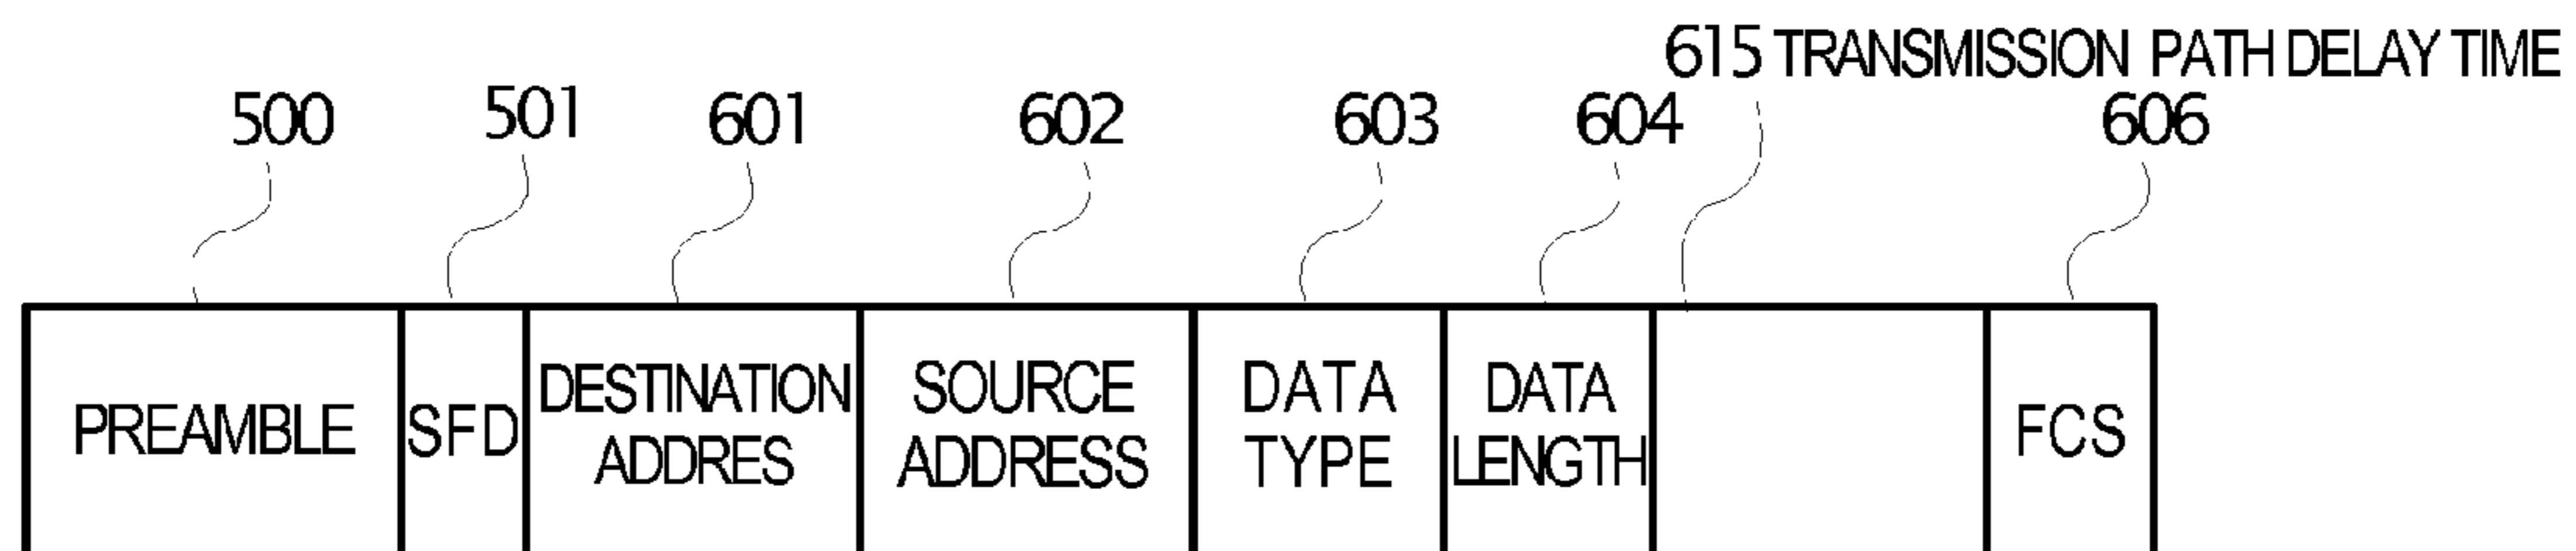 615 TRANSMISSION PATH DELAY TIME
500 501 601 602 603 604 606
PREAMBLE SFD DESTINATION ADDRES SOURCE ADDRESS DATA TYPE DATA LENGTH FCS